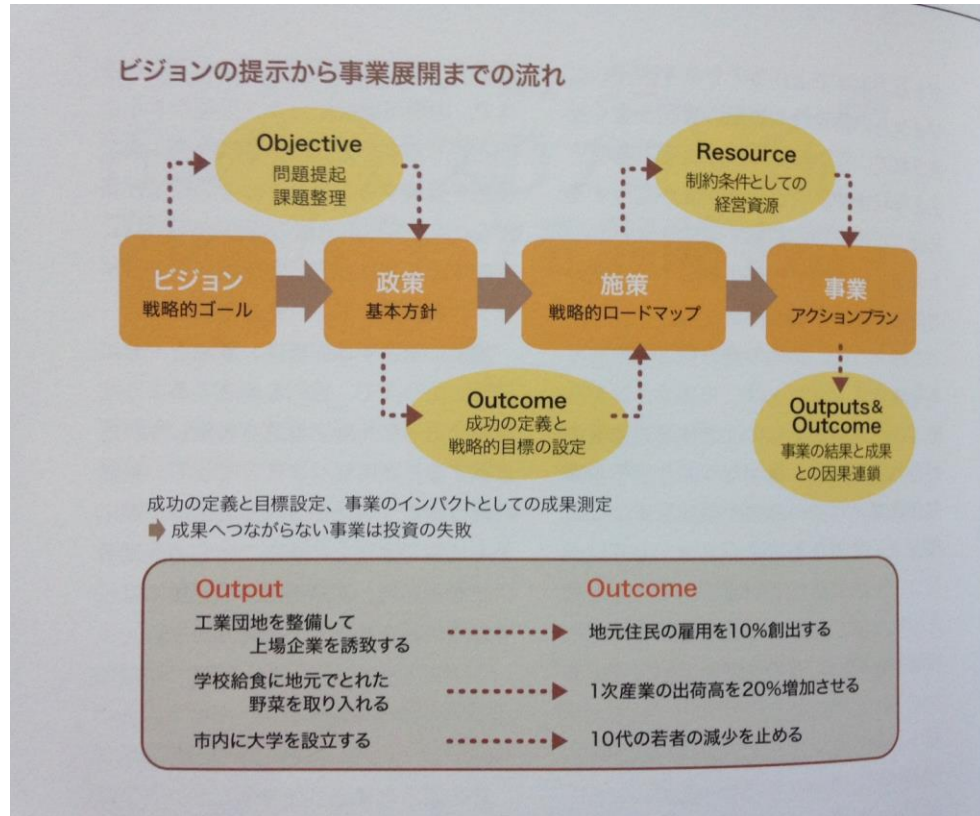 ビジョンの提示から事業展開までの流れ
Objective
問題提起
課題整理
Resource
制約条件としての
経営資源
ビジョン
戦略的ゴール
政策
基本方針
施策
戦略的ロードマップ
事業
アクションプラン
Outcome
成功の定義と
戦略的目標の設定
Outputs&
Outcome
事業の結果と成果
との因果連鎖
成功の定義と目標設定、事業のインパクトとしての成果測定
成果へつながらない事業は投資の失敗
Output
Outcome
工業団地を整備して
上場企業を誘致する
地元住民の雇用を10%創出する
学校給食に地元でとれた
野菜を取り入れる
1次産業の出荷高を20%増加させる
市内に大学を設立する
10代の若者の減少を止める